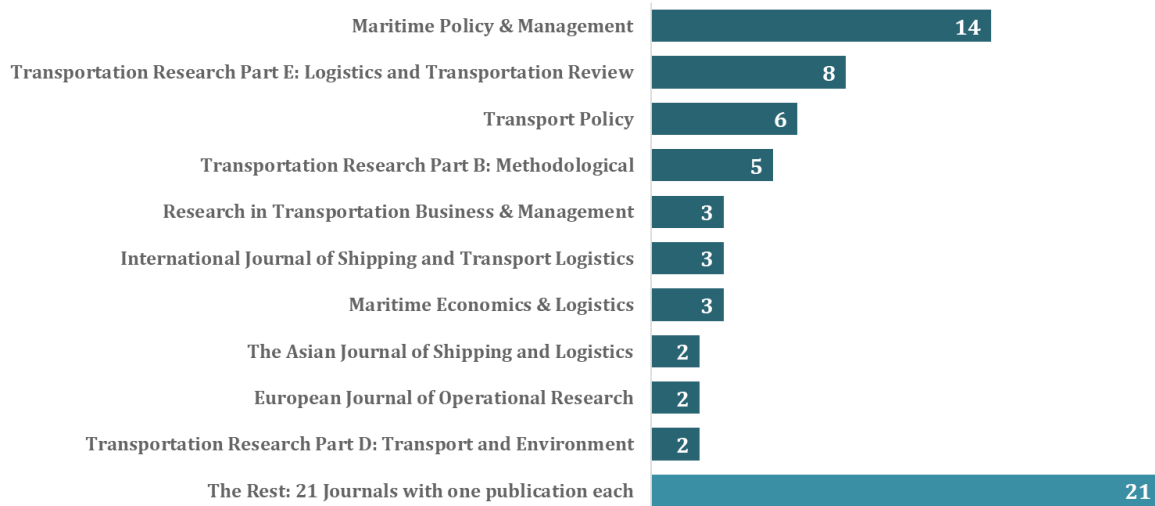 Maritime Policy & Management 14
Transportation Research Part E: Logistics and Transportation Review 8
Transport Policy 6
Transportation Research Part B: Methodological 5
Research in Transportation Business & Management 3
International Journal of Shipping and Transport Logistics 3
Maritime Economics & Logistics 3
The Asian Journal of Shipping and Logistics 2
European Journal of Operational Research 2
Transportation Research Part D: Transport and Environment 2
The Rest: 21 Journals with one publication each 21